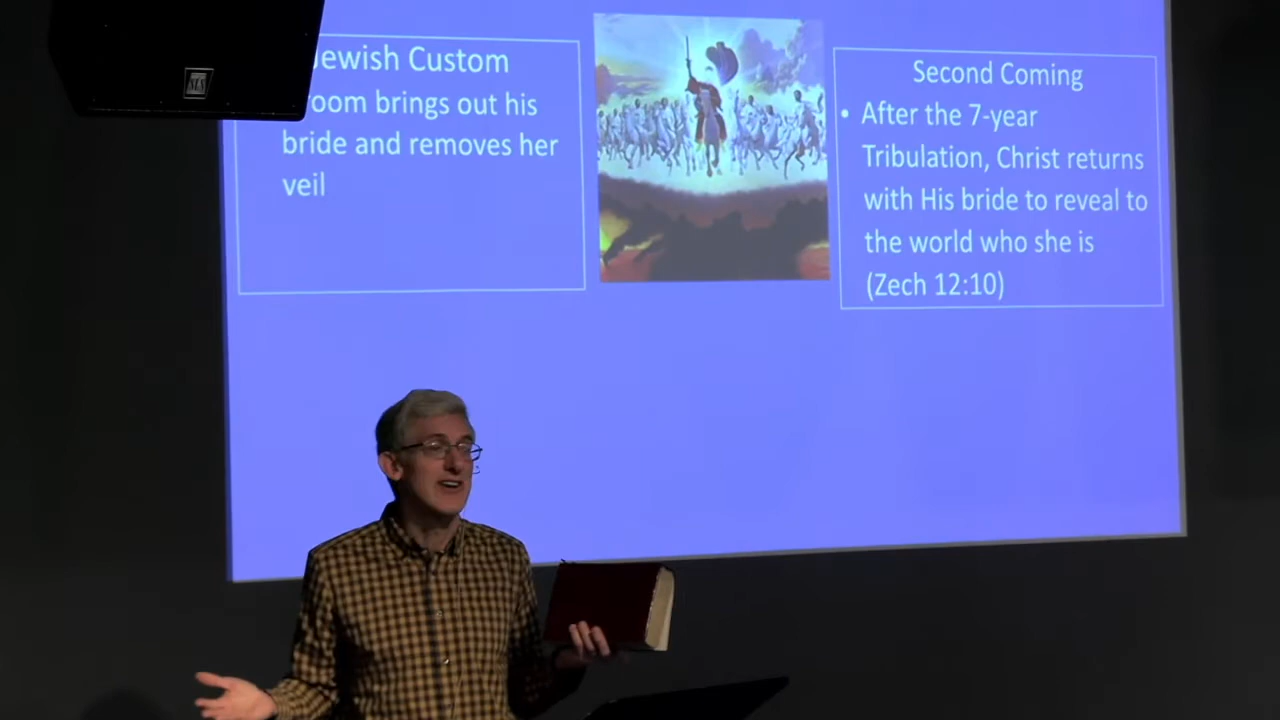 Jewish Custom
room brings out his
bride and removes her
veil
Second Coming
• After the 7-year
Tribulation, Christ returns
with His bride to reveal to
the world who she is
(Zech 12:10)